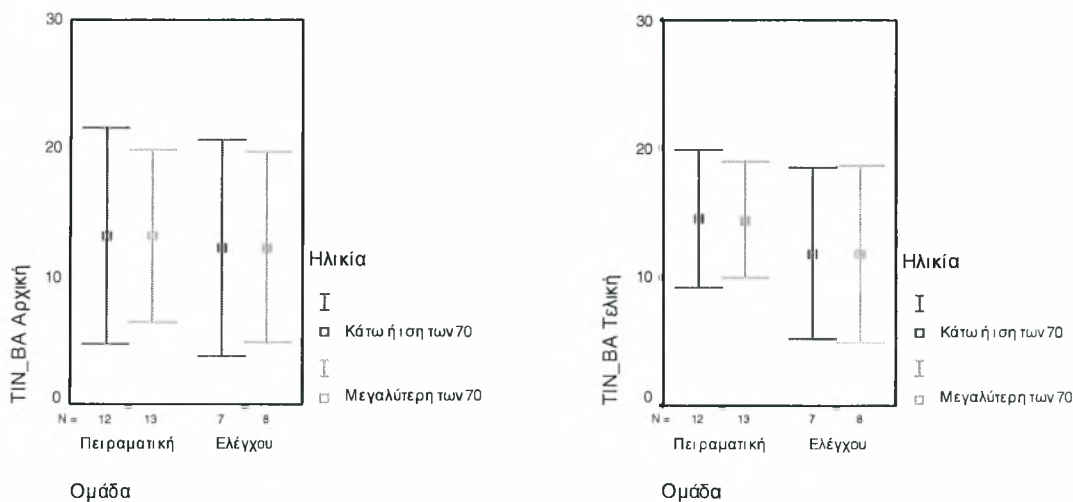 30
20
10
0
TIN_BA Αρχική
N = 12 13 7 8
Πειραματική Ελέγχου
Ομάδα
Ηλικία
Κάτω ή ιση των 70
Μεγαλύτερη των 70
30
20
10
0
TIN_BA Τελική
N = 12 13 7 8
Πειραματική Ελέγχου
Ομάδα
Ηλικία
Κάτω ή ιση των 70
Μεγαλύτερη των 70